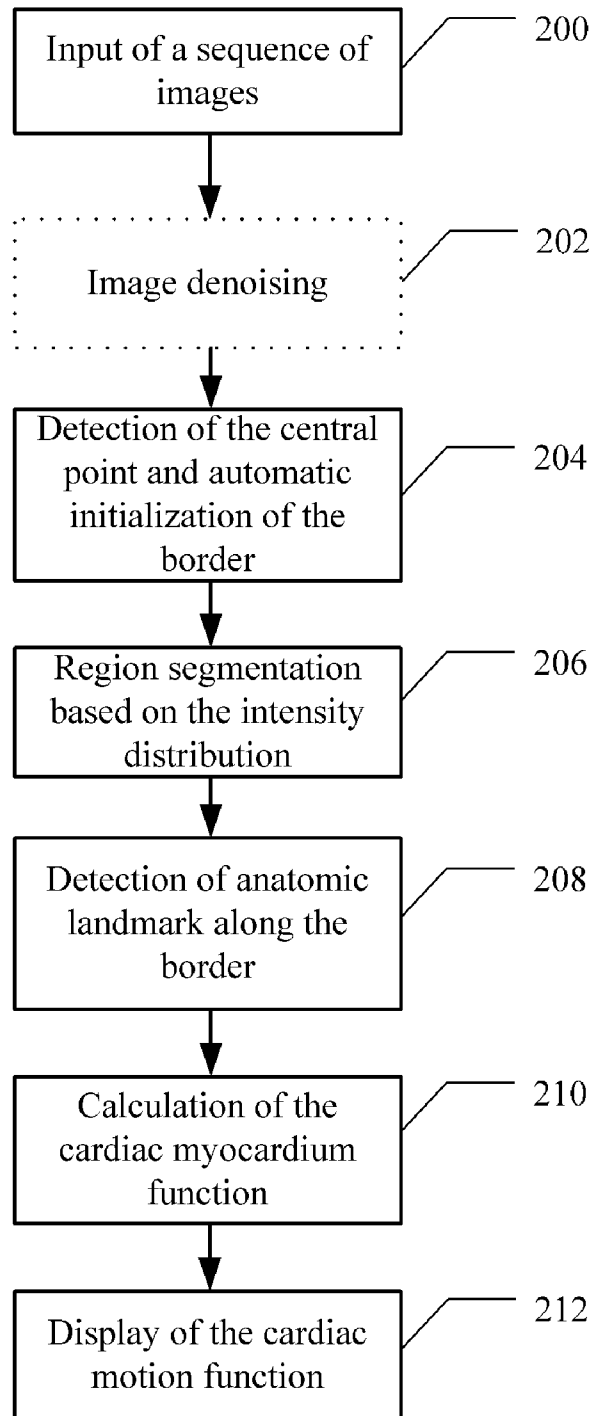 Input of a sequence of
images
200
Image denoising
202
Detection of the central
point and automatic
initialization of the
border
204
Region segmentation
based on the intensity
distribution
206
Detection of anatomic
landmark along the
border
208
Calculation of the
cardiac myocardium
function
210
Display of the cardiac
motion function
212